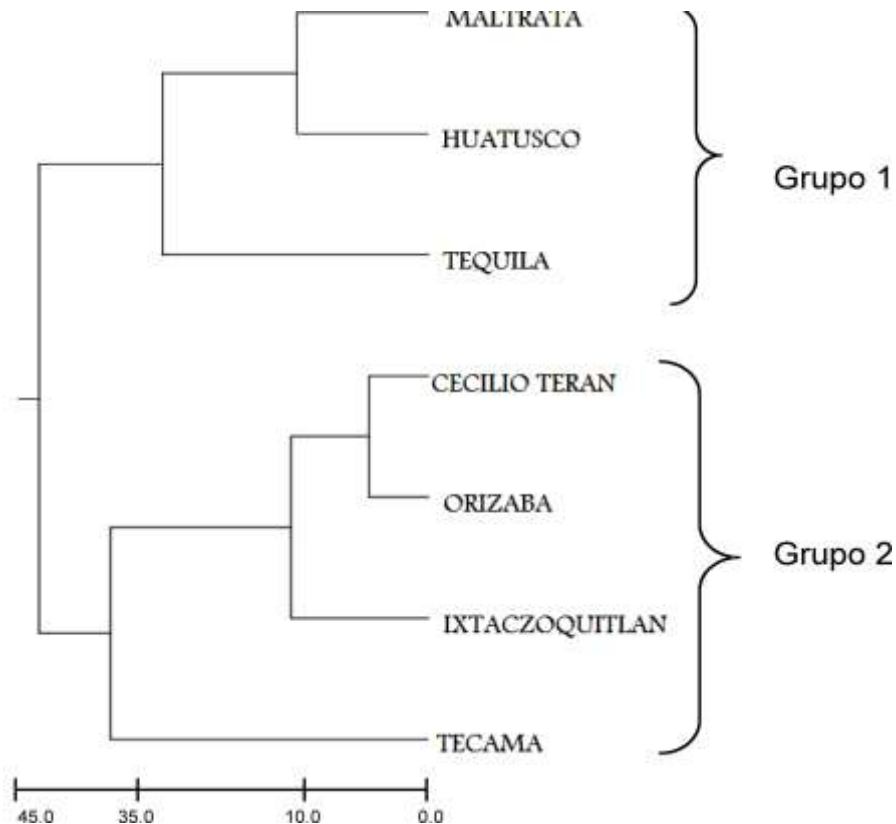 MALTRATA
HUATUSCO
Grupo 1
TEQUILA
CECILIO TERAN
ORIZABA
Grupo 2
IXTACZOQUITLAN
TECAMA
45.0 35.0 10.0 0.0